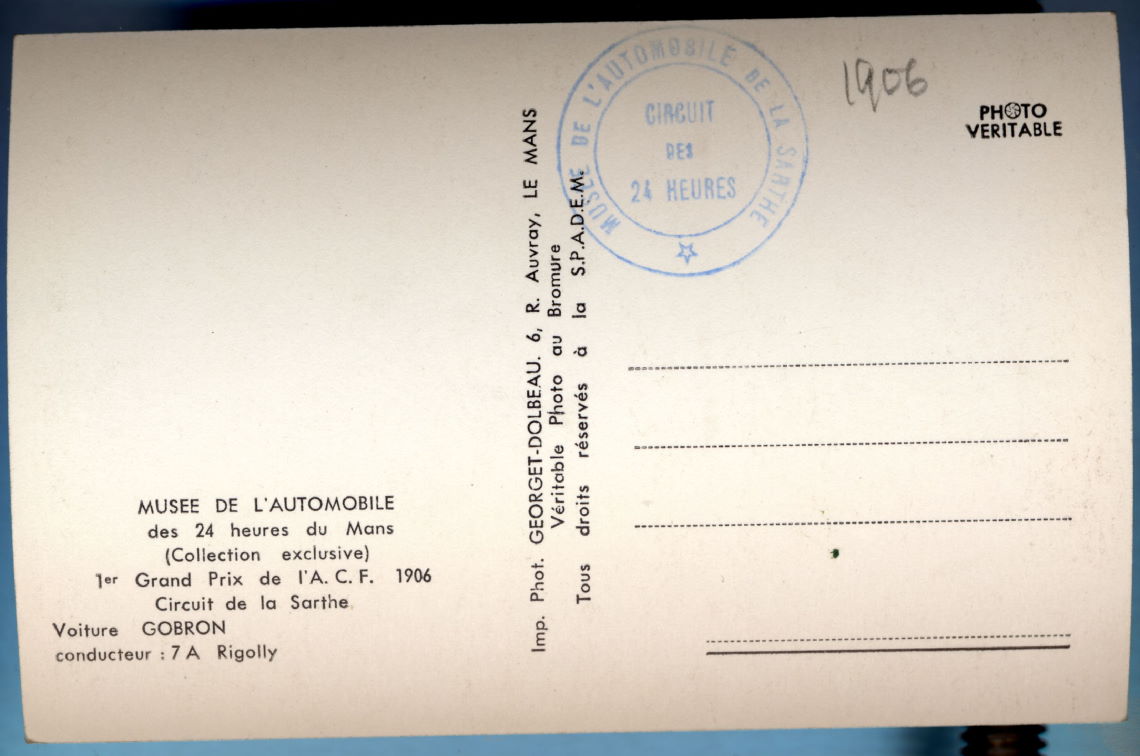 MUSEE DE L'AUTOMOBILE
des 24 heures du Mans
(Collection exclusive)
1er Grand Prix de l'A. C. F. 1906
Circuit de la Sarthe
Voiture GOBRON
conducteur : 7 A Rigolly
Imp. Phot. GEORGET-DOLBEAU. 6, R. Auvray, LE MANS
Véritable Photo au Bromure
Tous droits réservés à la S.P.A.D.E.M.
MUSEE DE L'AUTOMOBILE DE LA SARTHE
CIRCUIT
DES
24 HEURES
1906
PHOTO
VERITABLE